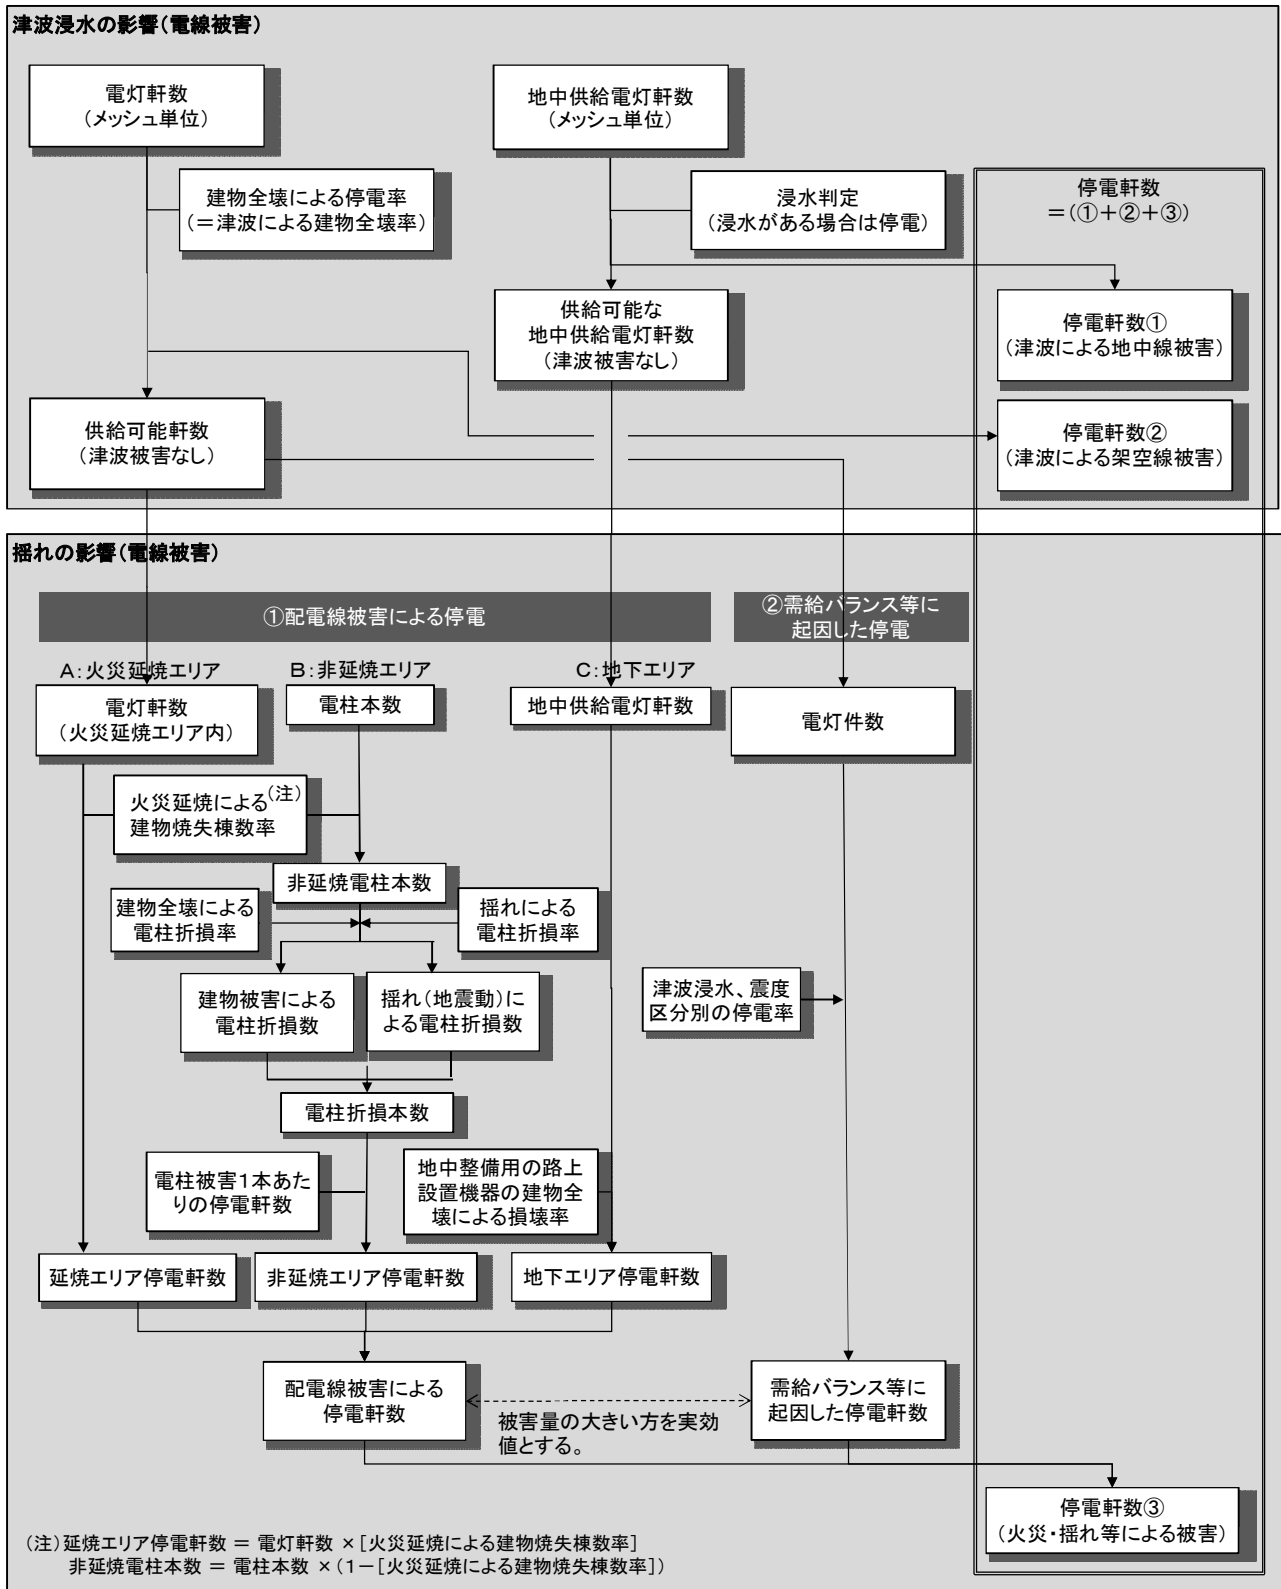 津波浸水の影響(電線被害)
電灯軒数
(メッシュ単位)
地中供給電灯軒数
(メッシュ単位)
建物全壊による停電率
(=津波による建物全壊率)
浸水判定
(浸水がある場合は停電)
停電軒数
=(①+②+③)
供給可能な
地中供給電灯軒数
(津波被害なし)
停電軒数①
(津波による地中線被害)
供給可能軒数
(津波被害なし)
停電軒数②
(津波による架空線被害)
揺れの影響(電線被害)
①配電線被害による停電
②需給バランス等に
起因した停電
A:火災延焼エリア
B:非延焼エリア
C:地下エリア
電灯軒数
(火災延焼エリア内)
電柱本数
地中供給電灯軒数
電灯件数
火災延焼による(注)
建物焼失棟数率
非延焼電柱本数
建物全壊による
電柱折損率
揺れによる
電柱折損率
建物被害による
電柱折損数
揺れ(地震動)に
よる電柱折損数
津波浸水、震度
区分別の停電率
電柱折損本数
電柱被害1本あた
りの停電軒数
地中整備用の路上
設置機器の建物全
壊による損壊率
延焼エリア停電軒数
非延焼エリア停電軒数
地下エリア停電軒数
配電線被害による
停電軒数
需給バランス等に
起因した停電軒数
被害量の大きい方を実効
値とする。
停電軒数③
(火災・揺れ等による被害)
(注)延焼エリア停電軒数 = 電灯軒数 ×[火災延焼による建物焼失棟数率]
非延焼電柱本数 = 電柱本数 ×(1-[火災延焼による建物焼失棟数率])